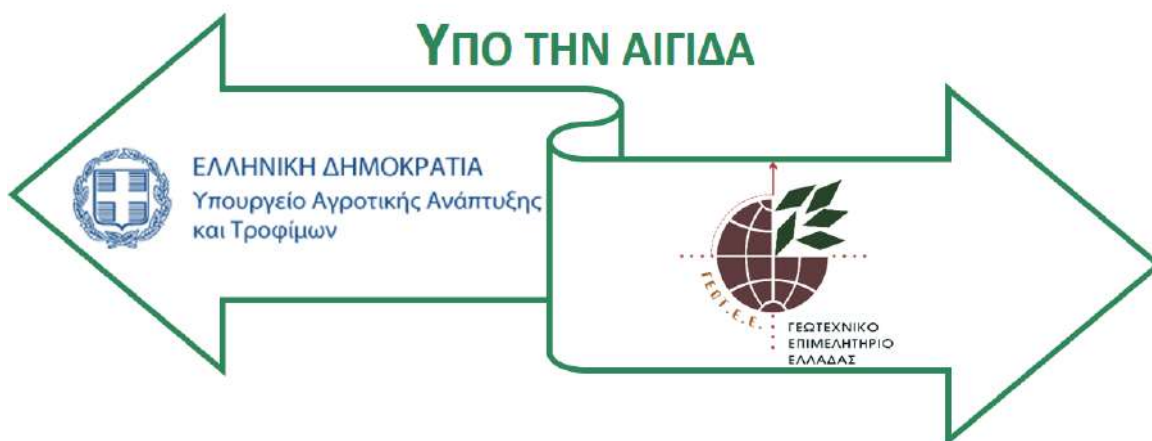 ΥΠΟ ΤΗΝ ΑΙΓΙΔΑ
ΕΛΛΗΝΙΚΗ ΔΗΜΟΚΡΑΤΙΑ
Υπουργείο Αγροτικής Ανάπτυξης
και Τροφίμων
ΓΕΩΤ.Ε.Ε.
ΓΕΩΤΕΧΝΙΚΟ
ΕΠΙΜΕΛΗΤΗΡΙΟ
ΕΛΛΑΔΑΣ